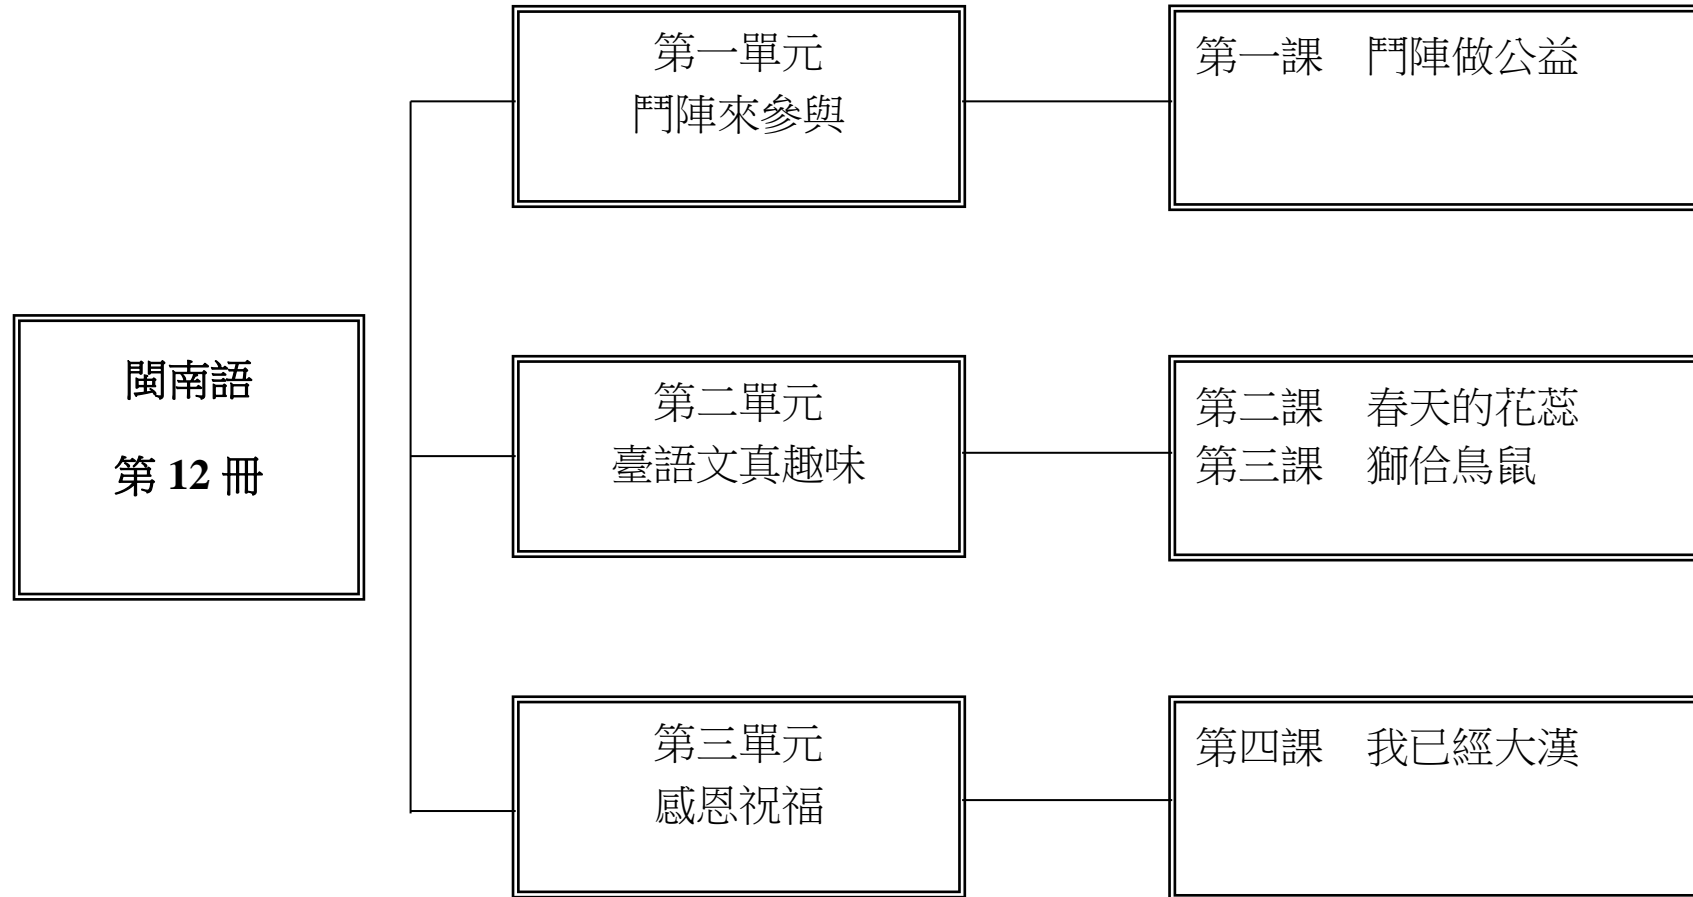 閩南語
第 12 冊
第一單元
鬥陣來參與
第一課　鬥陣做公益
第二單元
臺語文真趣味
第二課　春天的花蕊
第三課　獅佮鳥鼠
第三單元
感恩祝福
第四課　我已經大漢